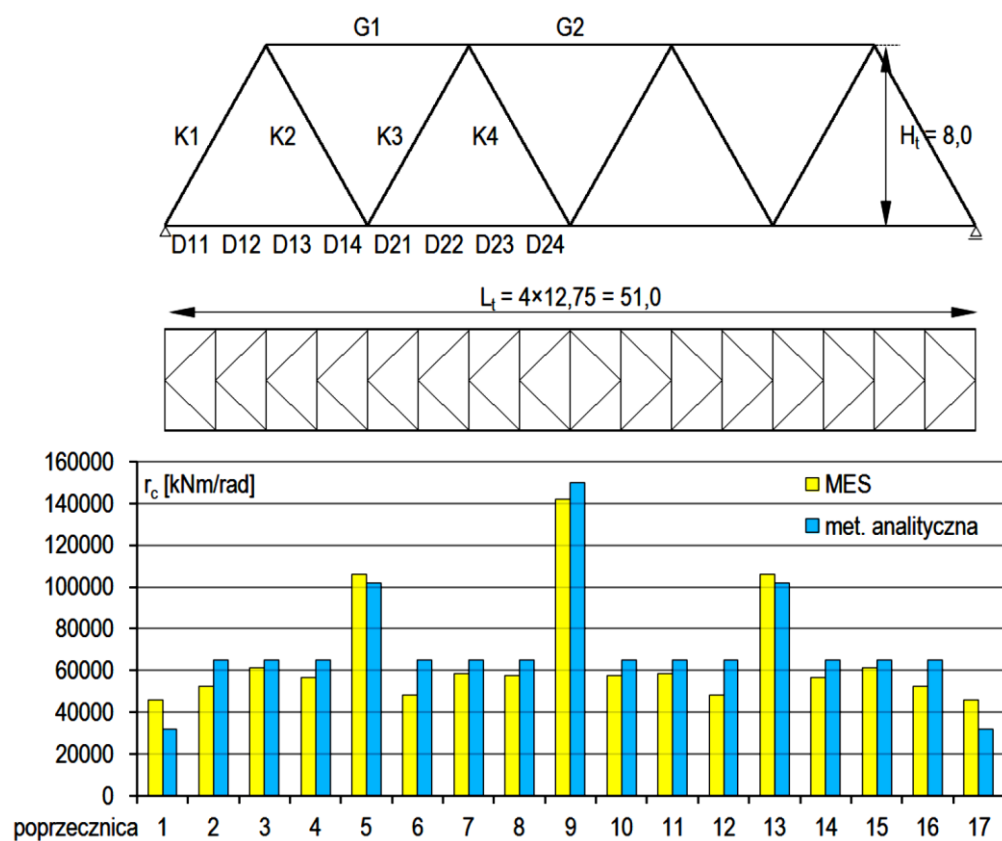 G1 G2
K1 K2 K3 K4 Hₜ = 8,0
D11 D12 D13 D14 D21 D22 D23 D24
Lₜ = 4×12,75 = 51,0
160000
r꜀ [kNm/rad] MES
140000
met. analityczna
120000
100000
80000
60000
40000
20000
0
poprzecznica 1 2 3 4 5 6 7 8 9 10 11 12 13 14 15 16 17